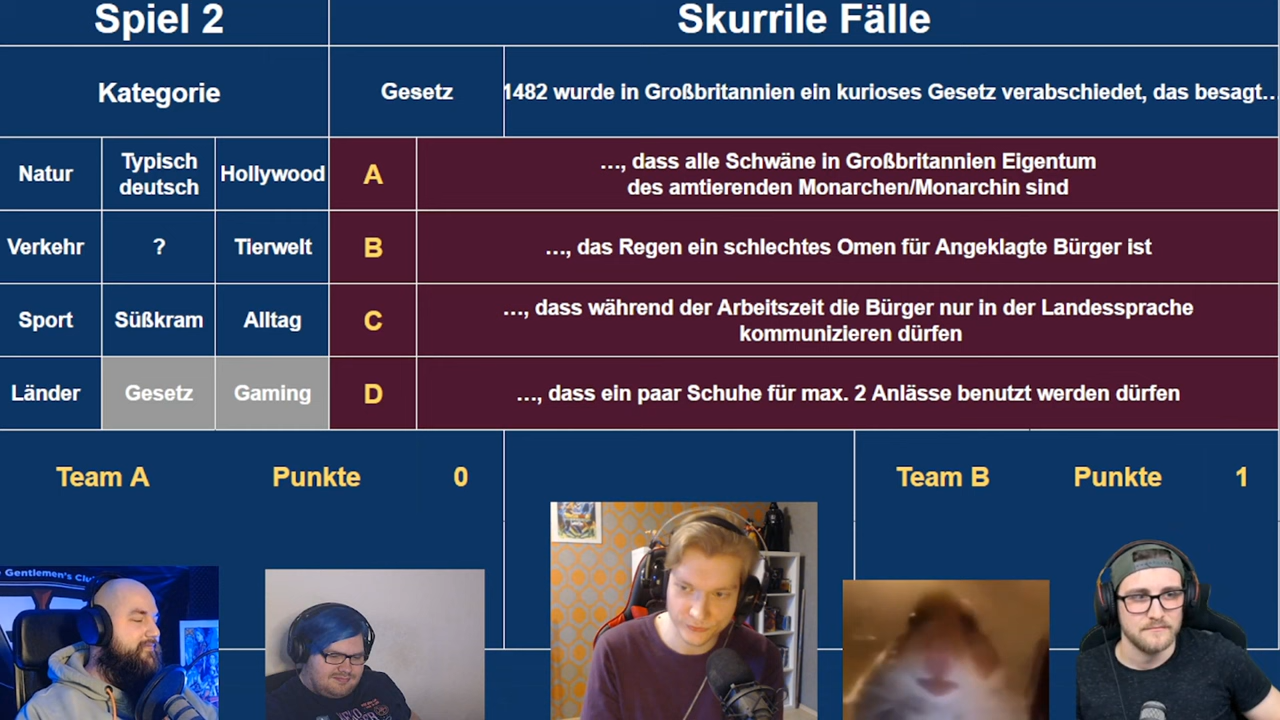 Spiel 2
Skurrile Fälle
Kategorie
Gesetz
1482 wurde in Großbritannien ein kurioses Gesetz verabschiedet, das besagt…
Natur
Typisch
deutsch
Hollywood
A
…, dass alle Schwäne in Großbritannien Eigentum
des amtierenden Monarchen/Monarchin sind
Verkehr
?
Tierwelt
B
…, das Regen ein schlechtes Omen für Angeklagte Bürger ist
Sport
Süßkram
Alltag
C
…, dass während der Arbeitszeit die Bürger nur in der Landessprache
kommunizieren dürfen
Länder
Gesetz
Gaming
D
…, dass ein paar Schuhe für max. 2 Anlässe benutzt werden dürfen
Team A
Punkte
0
Team B
Punkte
1
Gentlemen's Clu